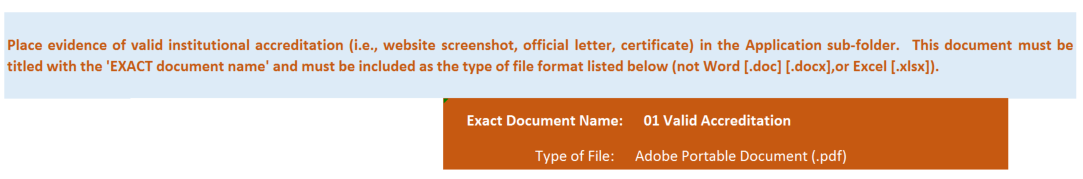 Place evidence of valid institutional accreditation (i.e., website screenshot, official letter, certificate) in the Application sub-folder. This document must be
titled with the 'EXACT document name' and must be included as the type of file format listed below (not Word [.doc] [.docx],or Excel [.xlsx]).
Exact Document Name: 01 Valid Accreditation
Type of File: Adobe Portable Document (.pdf)